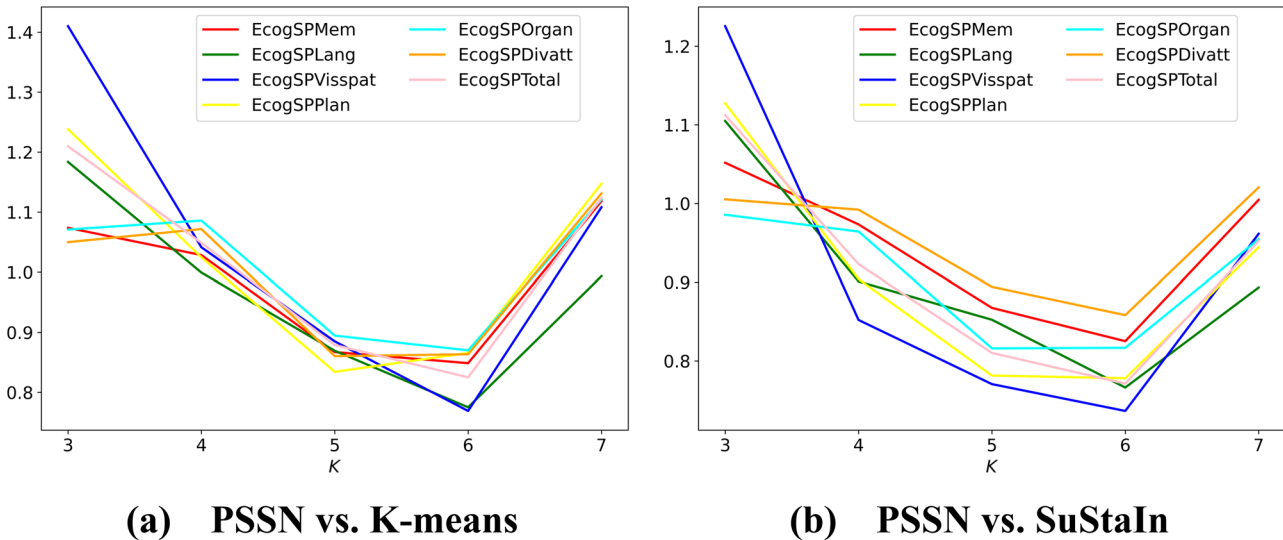 1.4
1.3
1.2
1.1
1.0
0.9
0.8
3 4 5 6 7
K
EcogSPMem
EcogSPLang
EcogSPVisspat
EcogSPPlan
EcogSPOrgan
EcogSPDivatt
EcogSPTotal
(a) PSSN vs. K-means
1.2
1.1
1.0
0.9
0.8
3 4 5 6 7
K
EcogSPMem
EcogSPLang
EcogSPVisspat
EcogSPPlan
EcogSPOrgan
EcogSPDivatt
EcogSPTotal
(b) PSSN vs. SuStaIn